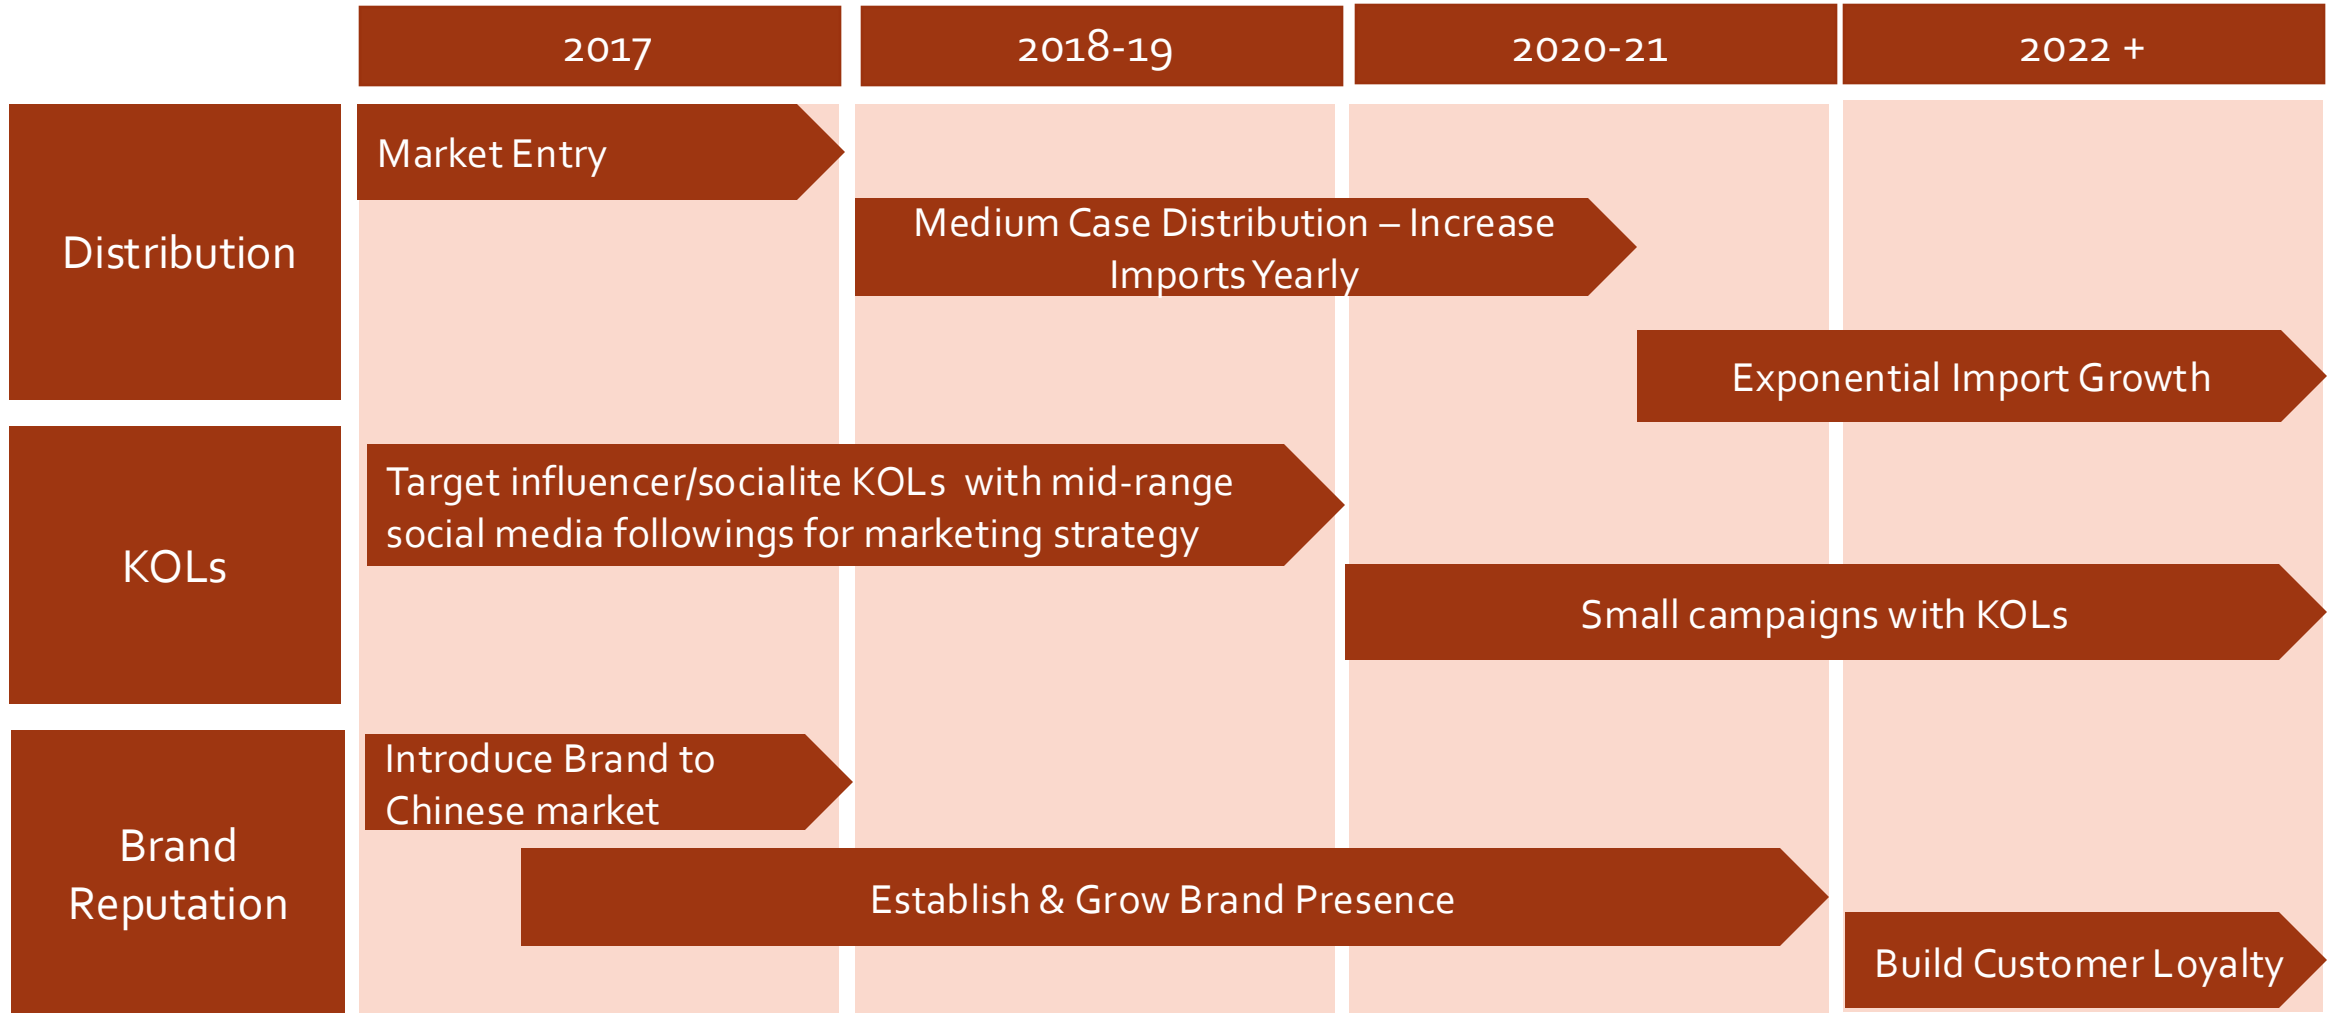 2017
2018-19
2020-21
2022 +
Distribution
Market Entry
Medium Case Distribution – Increase
Imports Yearly
Exponential Import Growth
KOLs
Target influencer/socialite KOLs  with mid-range
social media followings for marketing strategy
Small campaigns with KOLs
Brand
Reputation
Introduce Brand to
Chinese market
Establish & Grow Brand Presence
Build Customer Loyalty